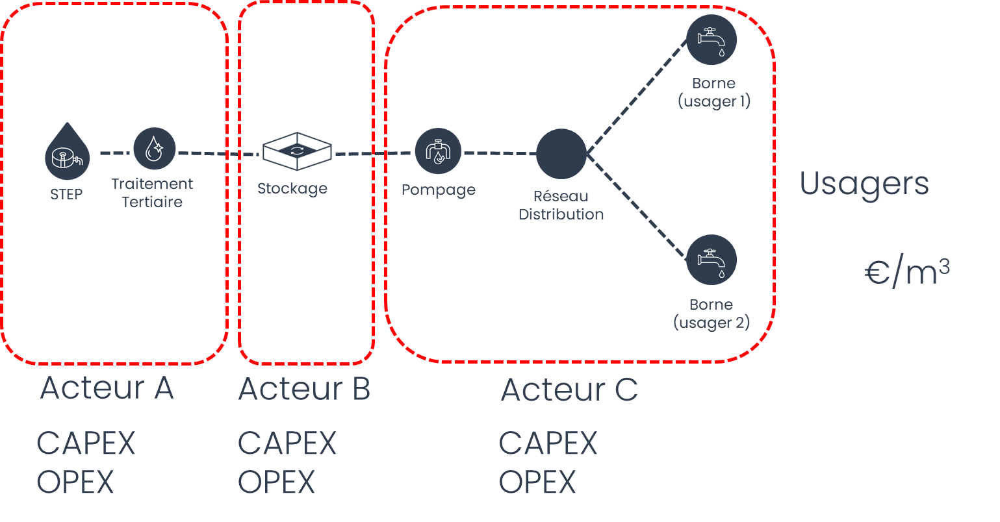 Borne
(usager 1)
STEP
Traitement
Tertiaire
Stockage
Pompage
Réseau
Distribution
Usagers
€/m³
Borne
(usager 2)
Acteur A
Acteur B
Acteur C
CAPEX
OPEX
CAPEX
OPEX
CAPEX
OPEX